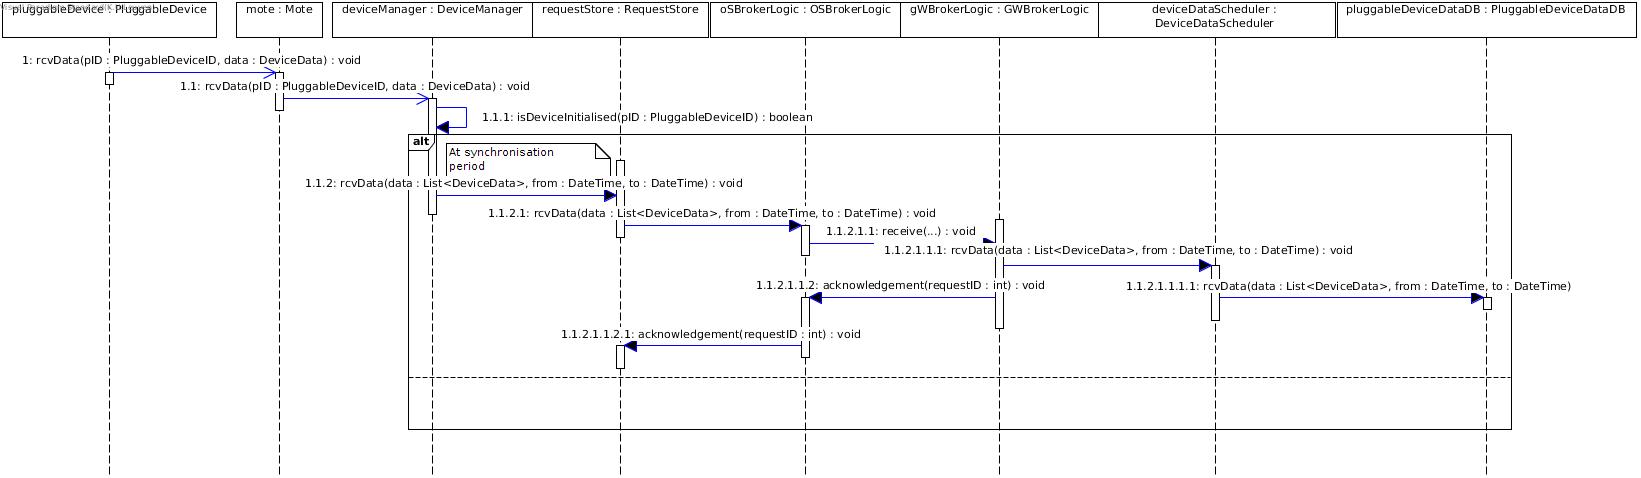 pluggableDevice : PluggableDevice
mote : Mote
deviceManager : DeviceManager
requestStore : RequestStore
oSBrokerLogic : OSBrokerLogic
gWBrokerLogic : GWBrokerLogic
deviceDataScheduler :
DeviceDataScheduler
pluggableDeviceDataDB : PluggableDeviceDataDB
1: rcvData(pID : PluggableDeviceID, data : DeviceData) : void
1.1: rcvData(pID : PluggableDeviceID, data : DeviceData) : void
1.1.1: isDeviceInitialised(pID : PluggableDeviceID) : boolean
alt
At synchronisation
period
1.1.2: rcvData(data : List<DeviceData>, from : DateTime, to : DateTime) : void
1.1.2.1: rcvData(data : List<DeviceData>, from : DateTime, to : DateTime) : void
1.1.2.1.1: receive(...) : void
1.1.2.1.1.1: rcvData(data : List<DeviceData>, from : DateTime, to : DateTime) : void
1.1.2.1.1.2: acknowledgement(requestID : int) : void
1.1.2.1.1.1.1: rcvData(data : List<DeviceData>, from : DateTime, to : DateTime)
1.1.2.1.1.2.1: acknowledgement(requestID : int) : void